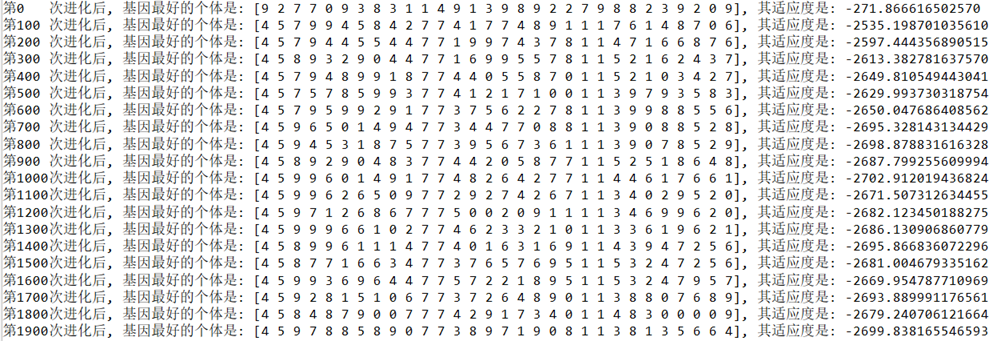 第0   次进化后, 基因最好的个体是: [9 2 7 7 0 9 3 8 3 1 1 4 9 1 3 9 8 9 2 2 7 9 8 8 2 3 9 2 0 9], 其适应度是: -271.866616502570
第100 次进化后, 基因最好的个体是: [4 5 7 9 9 4 5 8 4 2 7 7 4 1 7 7 4 8 9 1 1 1 7 6 1 4 8 7 0 6], 其适应度是: -2535.198701035610
第200 次进化后, 基因最好的个体是: [4 5 7 9 4 4 5 5 4 4 7 7 1 9 9 7 4 3 7 8 1 1 4 7 1 6 6 8 7 6], 其适应度是: -2597.444356890515
第300 次进化后, 基因最好的个体是: [4 5 8 9 3 2 9 0 4 4 7 7 1 6 9 9 5 5 7 8 1 1 5 2 1 6 2 4 3 7], 其适应度是: -2613.382781637570
第400 次进化后, 基因最好的个体是: [4 5 7 9 4 8 9 9 1 8 7 7 4 4 0 5 5 8 7 0 1 1 5 2 1 0 3 4 2 7], 其适应度是: -2649.810549443041
第500 次进化后, 基因最好的个体是: [4 5 7 5 7 8 5 9 9 3 7 7 4 1 2 1 7 1 0 0 1 1 3 9 7 9 3 5 8 3], 其适应度是: -2629.993730318754
第600 次进化后, 基因最好的个体是: [4 5 7 9 5 9 9 2 9 1 7 7 3 7 5 6 2 2 7 8 1 1 3 9 9 8 8 5 5 6], 其适应度是: -2650.047686408562
第700 次进化后, 基因最好的个体是: [4 5 9 6 5 0 1 4 9 4 7 7 3 4 4 7 7 0 8 8 1 1 3 9 0 8 8 5 2 8], 其适应度是: -2695.328143134429
第800 次进化后, 基因最好的个体是: [4 5 9 4 5 3 1 8 7 5 7 7 3 9 5 6 7 3 6 1 1 1 3 9 0 7 8 5 2 9], 其适应度是: -2698.878831616328
第900 次进化后, 基因最好的个体是: [4 5 8 9 2 9 0 4 8 3 7 7 4 4 2 0 5 8 7 7 1 1 5 2 5 1 8 6 4 8], 其适应度是: -2687.799255609994
第1000次进化后, 基因最好的个体是: [4 5 9 9 6 0 1 4 9 1 7 7 4 8 2 6 4 2 7 7 1 1 4 4 6 1 7 6 6 1], 其适应度是: -2702.912019436824
第1100次进化后, 基因最好的个体是: [4 5 9 9 6 2 6 5 0 9 7 7 2 9 2 7 4 2 6 7 1 1 3 4 0 2 9 5 2 0], 其适应度是: -2671.507312634455
第1200次进化后, 基因最好的个体是: [4 5 9 7 1 2 6 8 6 7 7 7 5 0 0 2 0 9 1 1 1 1 3 4 6 9 9 6 2 0], 其适应度是: -2682.123450188275
第1300次进化后, 基因最好的个体是: [4 5 9 9 9 6 6 1 0 2 7 7 4 6 2 3 3 2 1 0 1 1 3 3 6 1 9 6 2 1], 其适应度是: -2686.130906860779
第1400次进化后, 基因最好的个体是: [4 5 8 9 9 6 1 1 1 4 7 7 4 0 1 6 3 1 6 9 1 1 4 3 9 4 7 2 5 6], 其适应度是: -2695.866836072296
第1500次进化后, 基因最好的个体是: [4 5 8 7 7 1 6 6 3 4 7 7 3 7 6 5 7 6 9 5 1 1 5 3 2 4 7 2 5 6], 其适应度是: -2681.004679335162
第1600次进化后, 基因最好的个体是: [4 5 9 9 3 6 9 6 4 4 7 7 5 7 2 2 1 8 9 5 1 1 5 3 2 4 7 9 5 7], 其适应度是: -2669.954787710969
第1700次进化后, 基因最好的个体是: [4 5 9 2 8 1 5 1 0 6 7 7 3 7 2 6 4 8 9 0 1 1 3 8 8 0 7 6 8 9], 其适应度是: -2693.889991176561
第1800次进化后, 基因最好的个体是: [4 5 8 4 8 7 9 0 0 7 7 7 4 2 9 1 7 3 4 0 1 1 4 8 3 0 0 0 0 9], 其适应度是: -2679.240706121664
第1900次进化后, 基因最好的个体是: [4 5 9 7 8 8 5 8 9 0 7 7 3 8 9 7 1 9 0 8 1 1 3 8 1 3 5 6 6 4], 其适应度是: -2699.838165546593